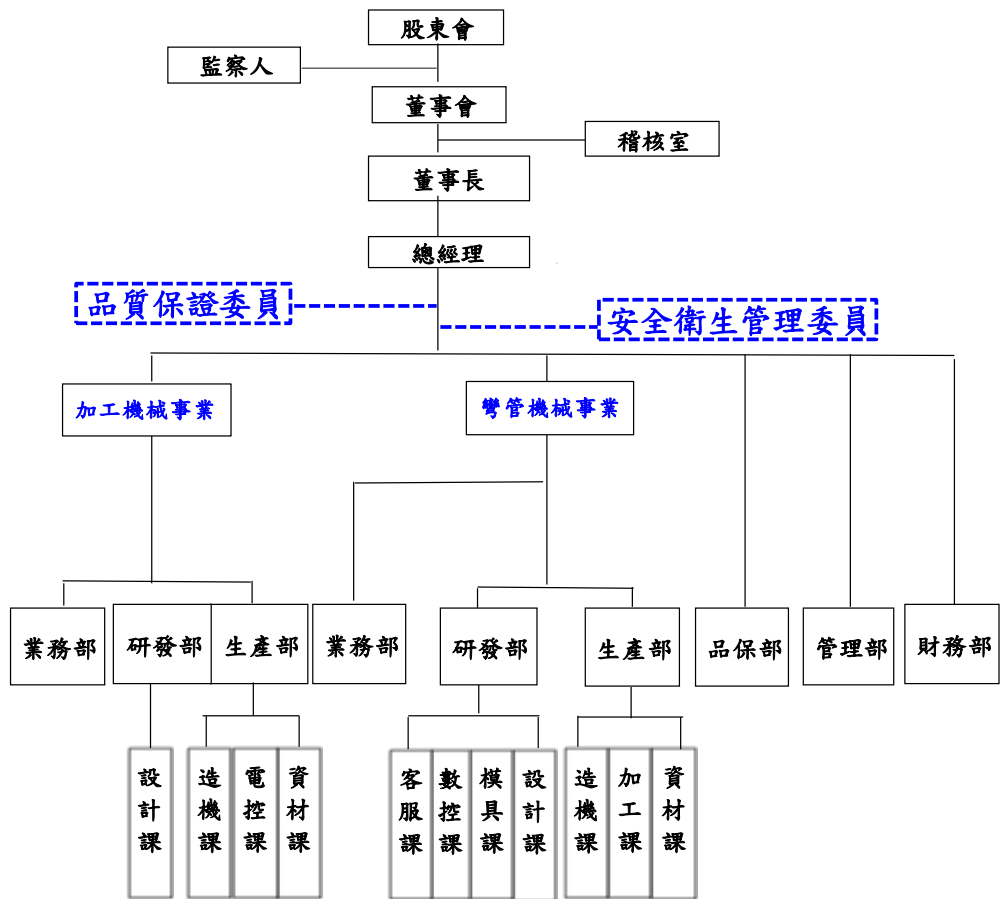 股東會
監察人
董事會
稽核室
董事長
總經理
品質保證委員
安全衛生管理委員
加工機械事業
彎管機械事業
業務部
研發部
生產部
業務部
研發部
生產部
品保部
管理部
財務部
設計課
造機課
電控課
資材課
客服課
數控課
模具課
設計課
造機課
加工課
資材課